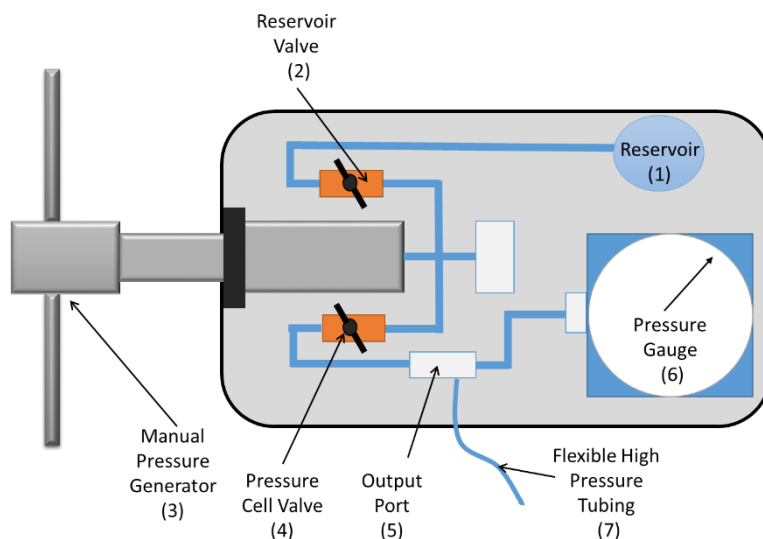 Reservoir
Valve
(2)
Reservoir
(1)
Pressure
Gauge
(6)
Manual
Pressure
Generator
(3)
Pressure
Cell Valve
(4)
Output
Port
(5)
Flexible High
Pressure
Tubing
(7)